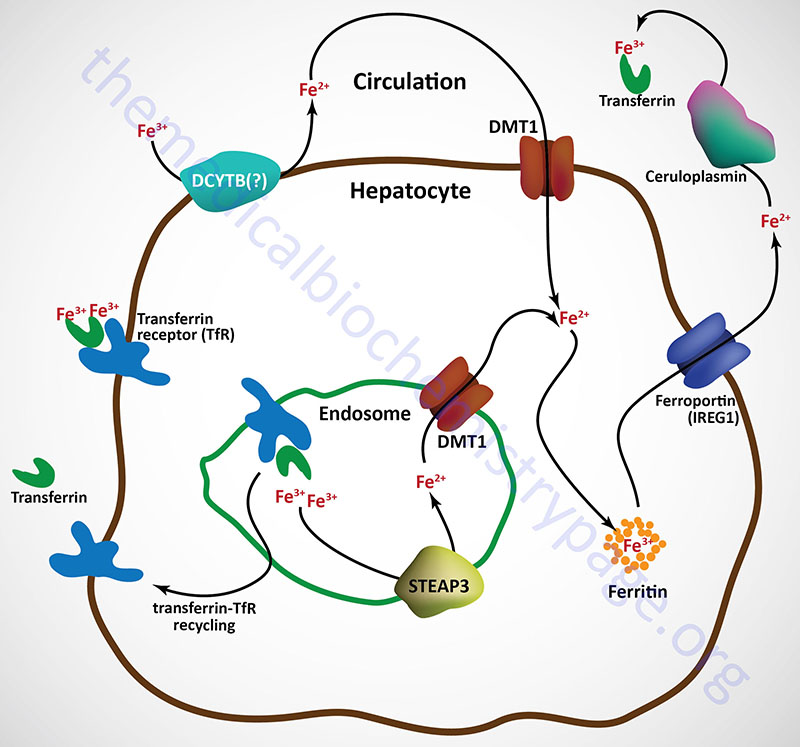 Fe3+
Transferrin
Fe2+
Circulation
Fe3+
DMT1
DCYTB(?)
Ceruloplasmin
Hepatocyte
Fe2+
Fe3+ Fe3+
Transferrin
receptor (TfR)
Fe2+
Ferroportin
(IREG1)
Endosome
DMT1
Transferrin
Fe3+ Fe3+
Fe2+
Fe3+
STEAP3
Ferritin
transferrin-TfR
recycling
themedicalbiochemistrypage.org